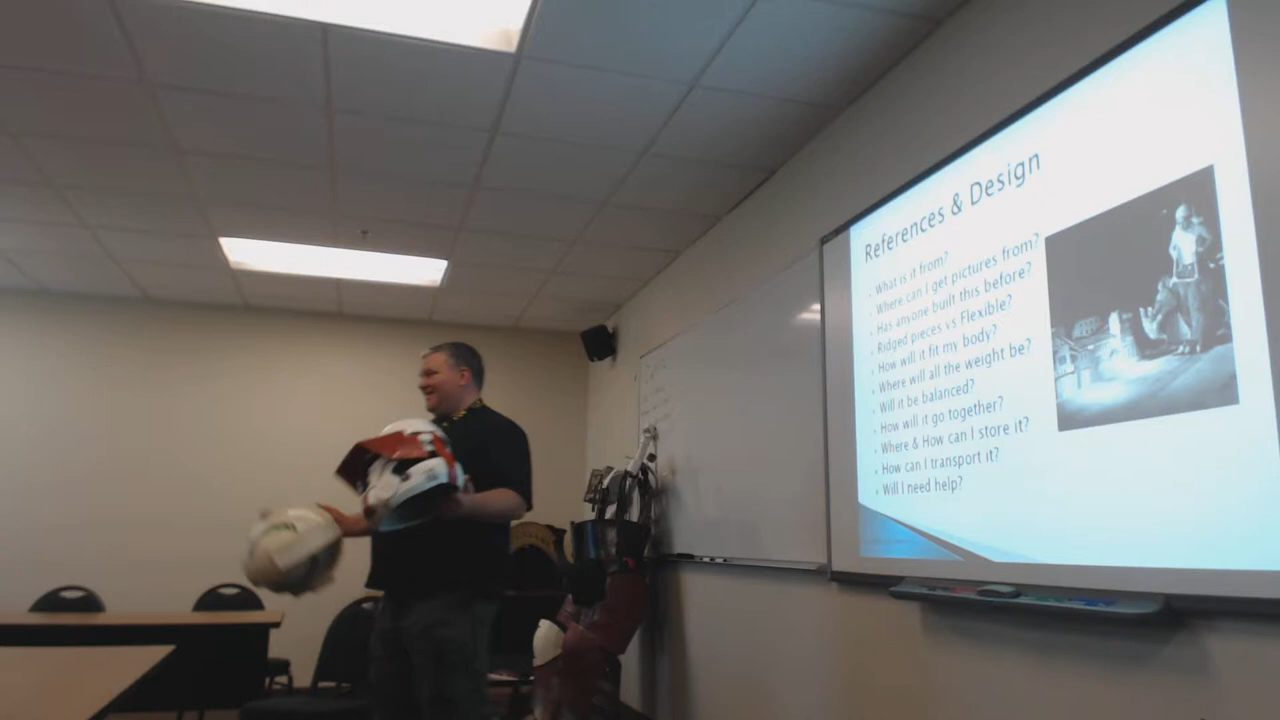 References & Design
What is it from?
Where can I get pictures from?
Has anyone built this before?
Ridged pieces vs Flexible?
How will it fit my body?
Where will all the weight be?
Will it be balanced?
How will it go together?
Where & How can I store it?
How can I transport it?
Will I need help?